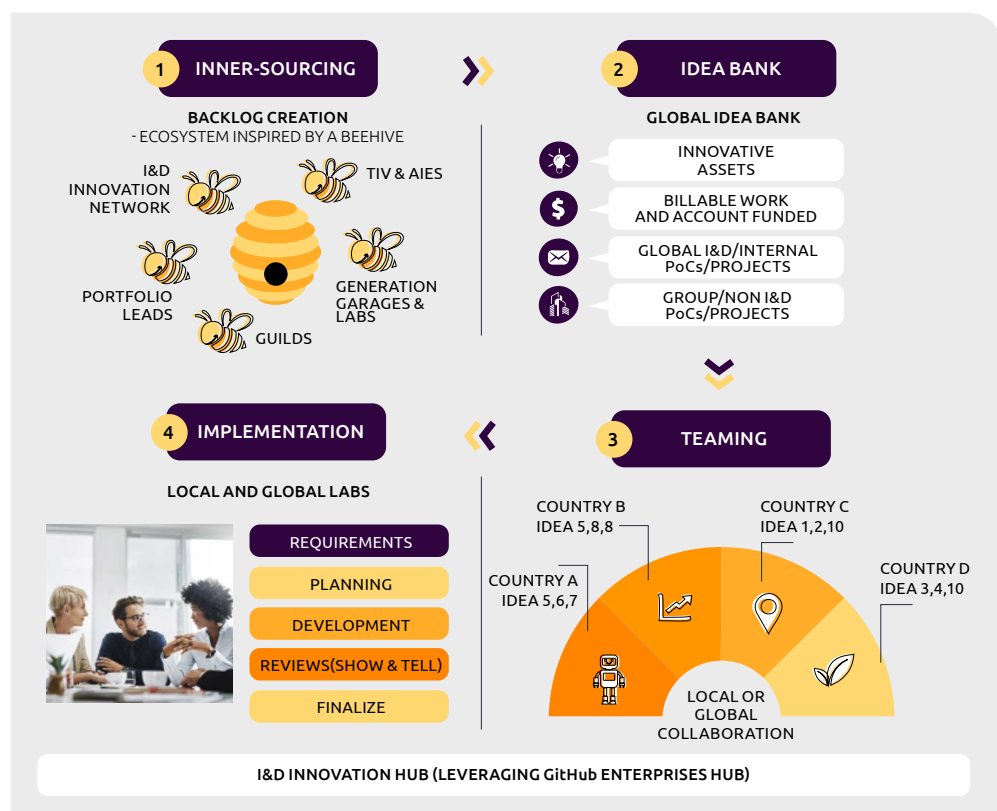 1
INNER-SOURCING
BACKLOG CREATION
- ECOSYSTEM INSPIRED BY A BEEHIVE
I&D
INNOVATION
NETWORK
TIV & AIES
PORTFOLIO
LEADS
GENERATION
GARAGES &
LABS
GUILDS
2
IDEA BANK
GLOBAL IDEA BANK
INNOVATIVE
ASSETS
$
BILLABLE WORK
AND ACCOUNT FUNDED
GLOBAL I&D/INTERNAL
PoCs/PROJECTS
GROUP/NON I&D
PoCs/PROJECTS
3
TEAMING
COUNTRY A
IDEA 5,6,7
COUNTRY B
IDEA 5,8,8
COUNTRY C
IDEA 1,2,10
COUNTRY D
IDEA 3,4,10
LOCAL OR
GLOBAL
COLLABORATION
4
IMPLEMENTATION
LOCAL AND GLOBAL LABS
REQUIREMENTS
PLANNING
DEVELOPMENT
REVIEWS(SHOW & TELL)
FINALIZE
I&D INNOVATION HUB (LEVERAGING GitHub ENTERPRISES HUB)